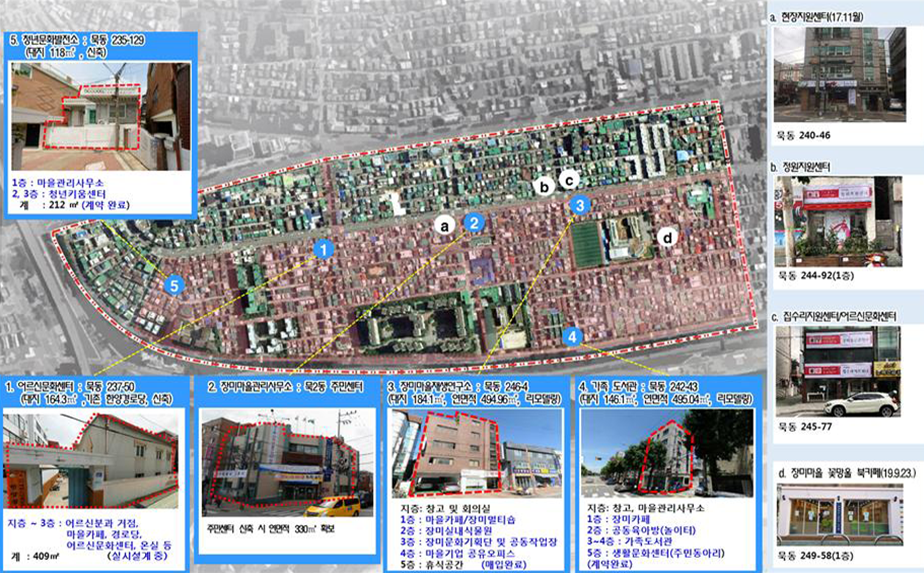 5. 청년문화발전소 : 묵동 235-129
(대지 118㎡ , 신축)
1층 : 마을관리사무소
2, 3층 : 청년키움센터
계 : 212 ㎡ (계약 완료)
a. 현장지원센터(17.11월)
묵동 240-46
b. 정원지원센터
묵동 244-92(1층)
c. 집수리지원센터/어르신문화센터
묵동 245-77
d. 장미마을 꽃망울 북카페(19.9.23.)
묵동 249-58(1층)
b
c
3
a
2
d
1
5
4
1. 어르신문화센터 : 묵동 237-50
(대지 164.3㎡ ,기존 한양경로당, 신축)
지층 ~ 3층 : 어르신분과 거점,
마을카페, 경로당,
어르신문화센터, 온실 등
계 : 409㎡ (실시설계 중)
2. 장미마을관리사무소 : 묵2동 주민센터
주민센터 신축 시 연면적 330㎡ 확보
3. 장미마을재생연구소 : 묵동 246-4
(대지 184.1㎡, 연면적 494.96㎡, 리모델링)
지층: 창고 및 회의실
1층 : 마을카페/장미멀티숍
2층 : 장미실내식물원
3층 : 장미문화기획단 및 공동작업장
4층 : 마을기업 공유오피스
5층 : 휴식공간 (매입완료)
4. 가족 도서관 : 묵동 242-43
(대지 146.1㎡, 연면적 495.04㎡, 리모델링)
지층: 창고, 마을관리사무소
1층 : 장미카페
2층 : 공동육아방(놀이터)
3~4층 : 가족도서관
5층 : 생활문화센터(주민동아리)
(계약완료)